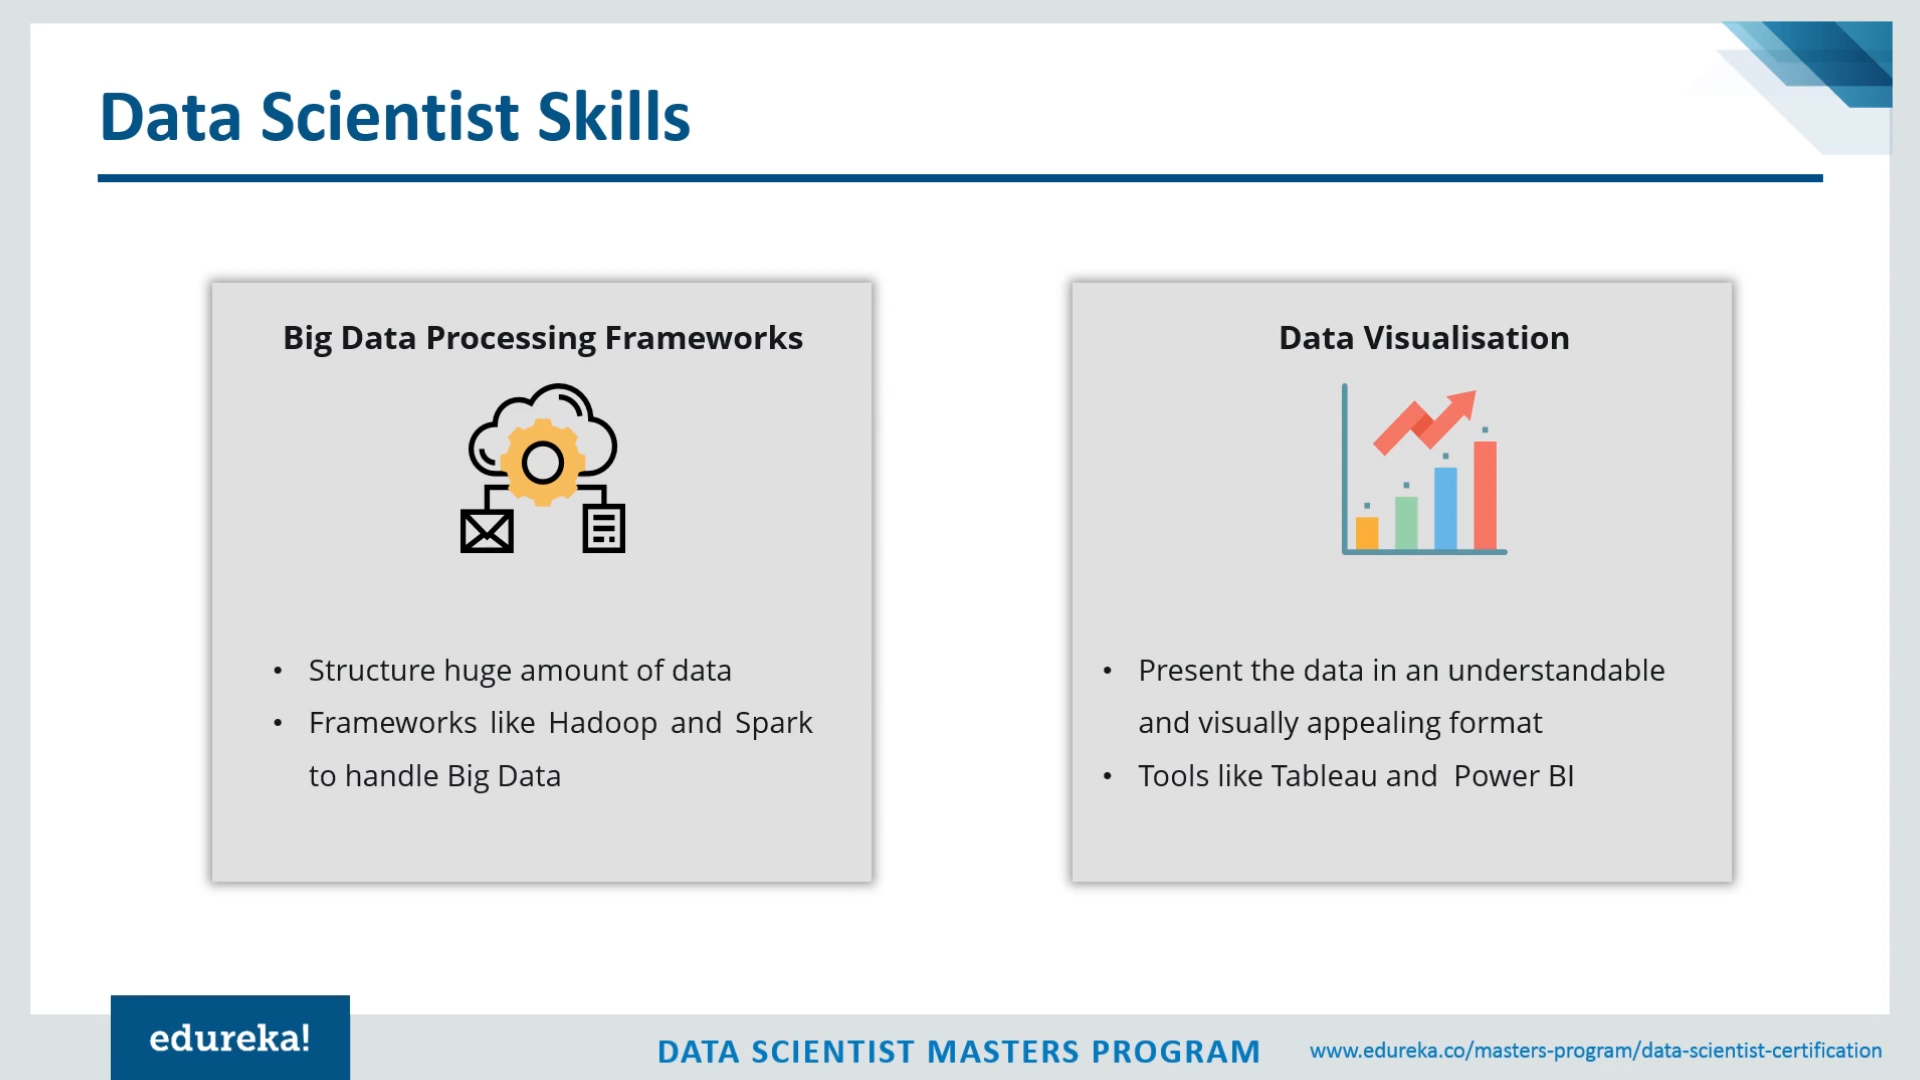 Data Scientist Skills
Big Data Processing Frameworks
• Structure huge amount of data
• Frameworks like Hadoop and Spark
to handle Big Data
Data Visualisation
• Present the data in an understandable
and visually appealing format
• Tools like Tableau and Power BI
edureka!
DATA SCIENTIST MASTERS PROGRAM
www.edureka.co/masters-program/data-scientist-certification